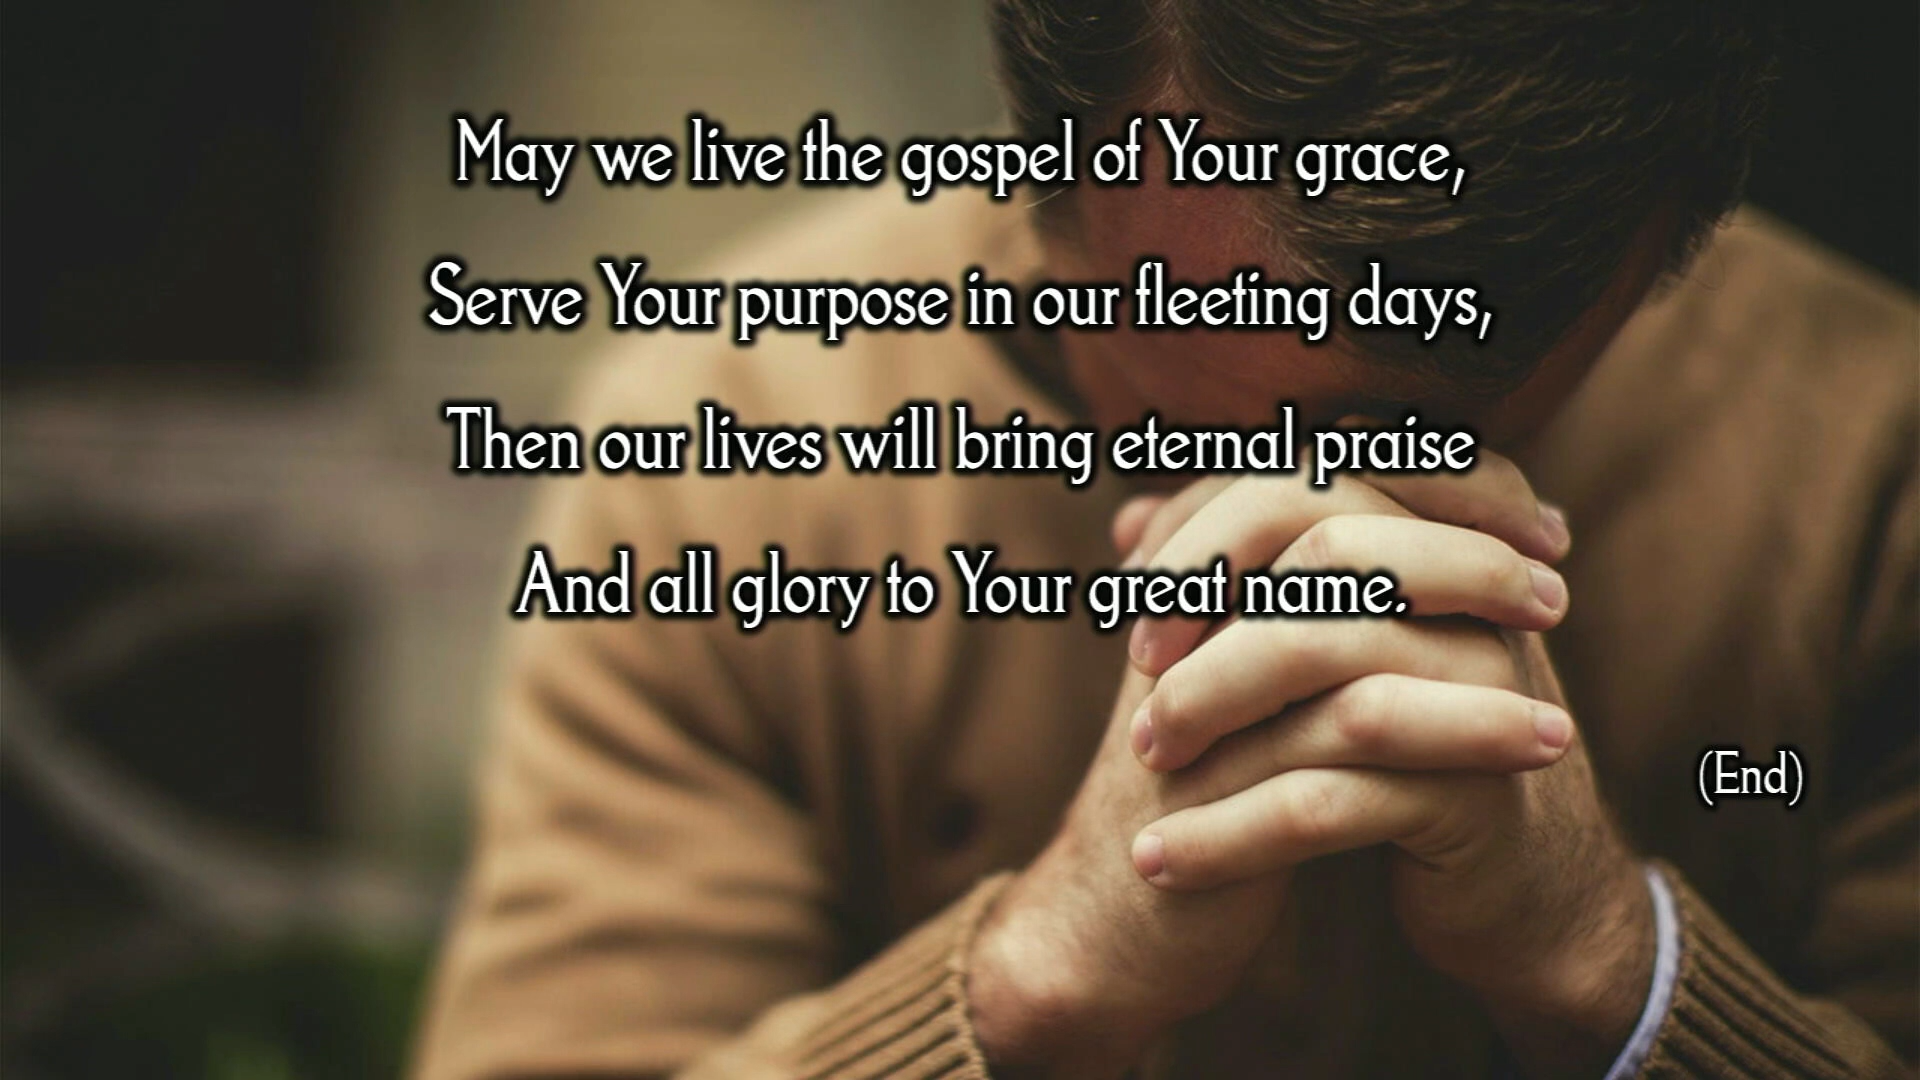 May we live the gospel of Your grace,
Serve Your purpose in our fleeting days,
Then our lives will bring eternal praise
And all glory to Your great name.
(End)